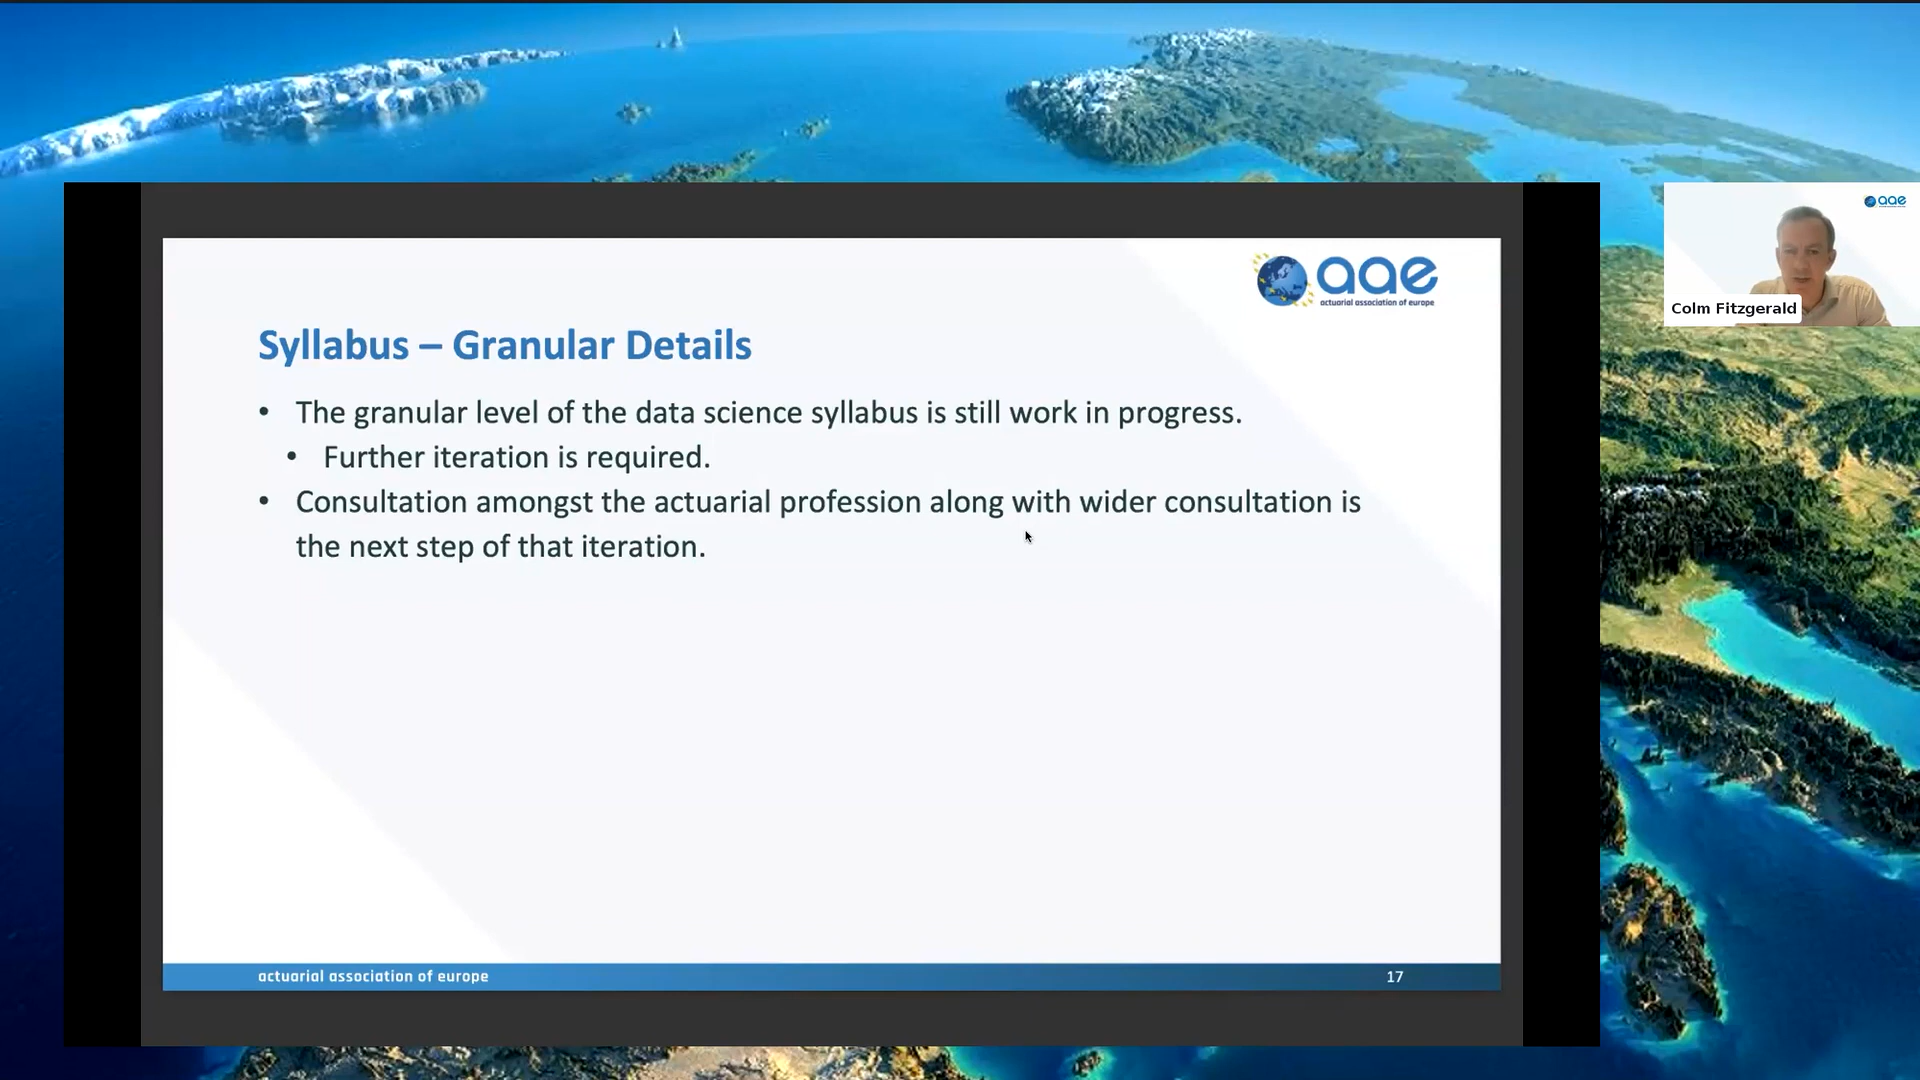 aae
actuarial association of europe
aae
Colm Fitzgerald
Syllabus – Granular Details
• The granular level of the data science syllabus is still work in progress.
• Further iteration is required.
• Consultation amongst the actuarial profession along with wider consultation is
the next step of that iteration.
actuarial association of europe
17